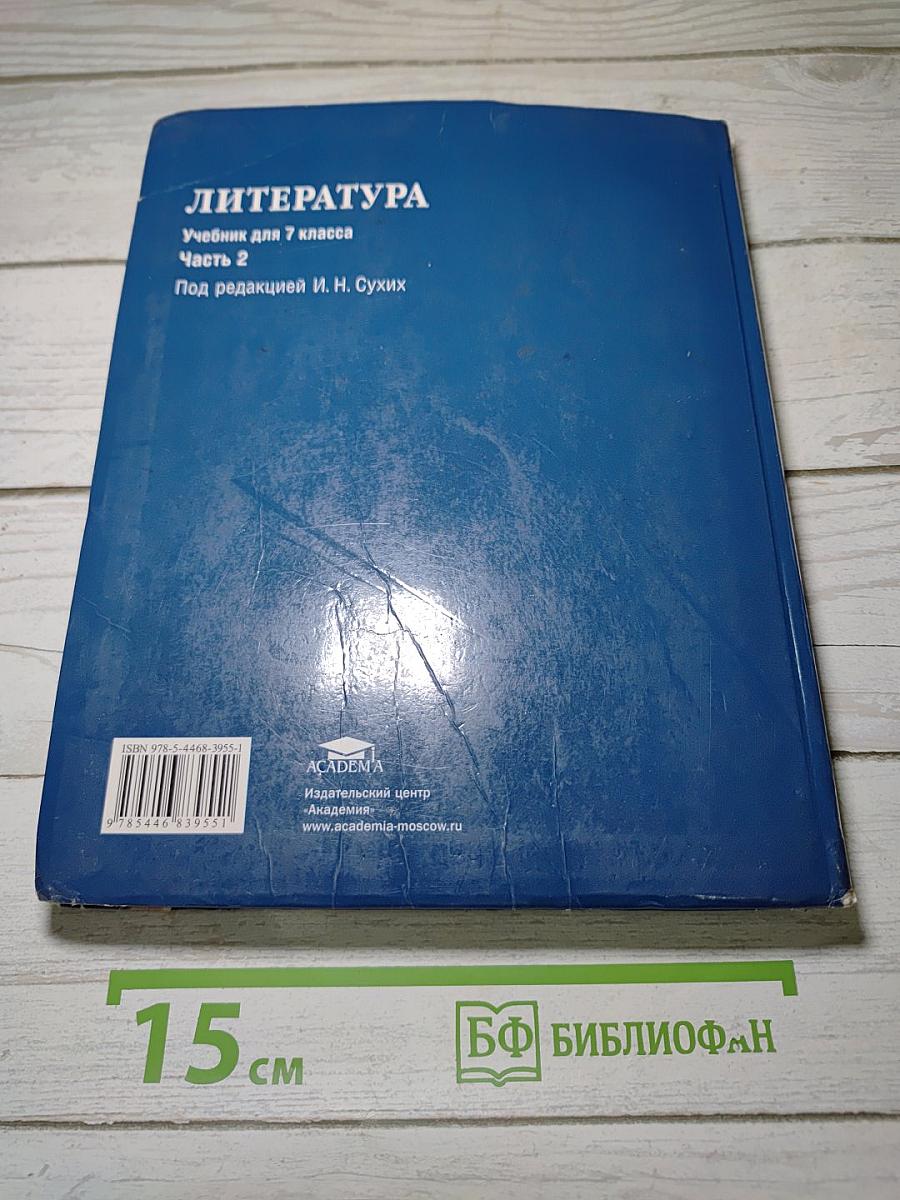 ЛИТЕРАТУРА
Учебник для 7 класса
Часть 2
Под редакцией И. Н. Сухих
ISBN 978-5-4468-3955-1
9 785446 839551
ACADEMA
Издательский центр
«Академия»
www.academia-moscow.ru
15 см
БФ БИБЛИОФАН